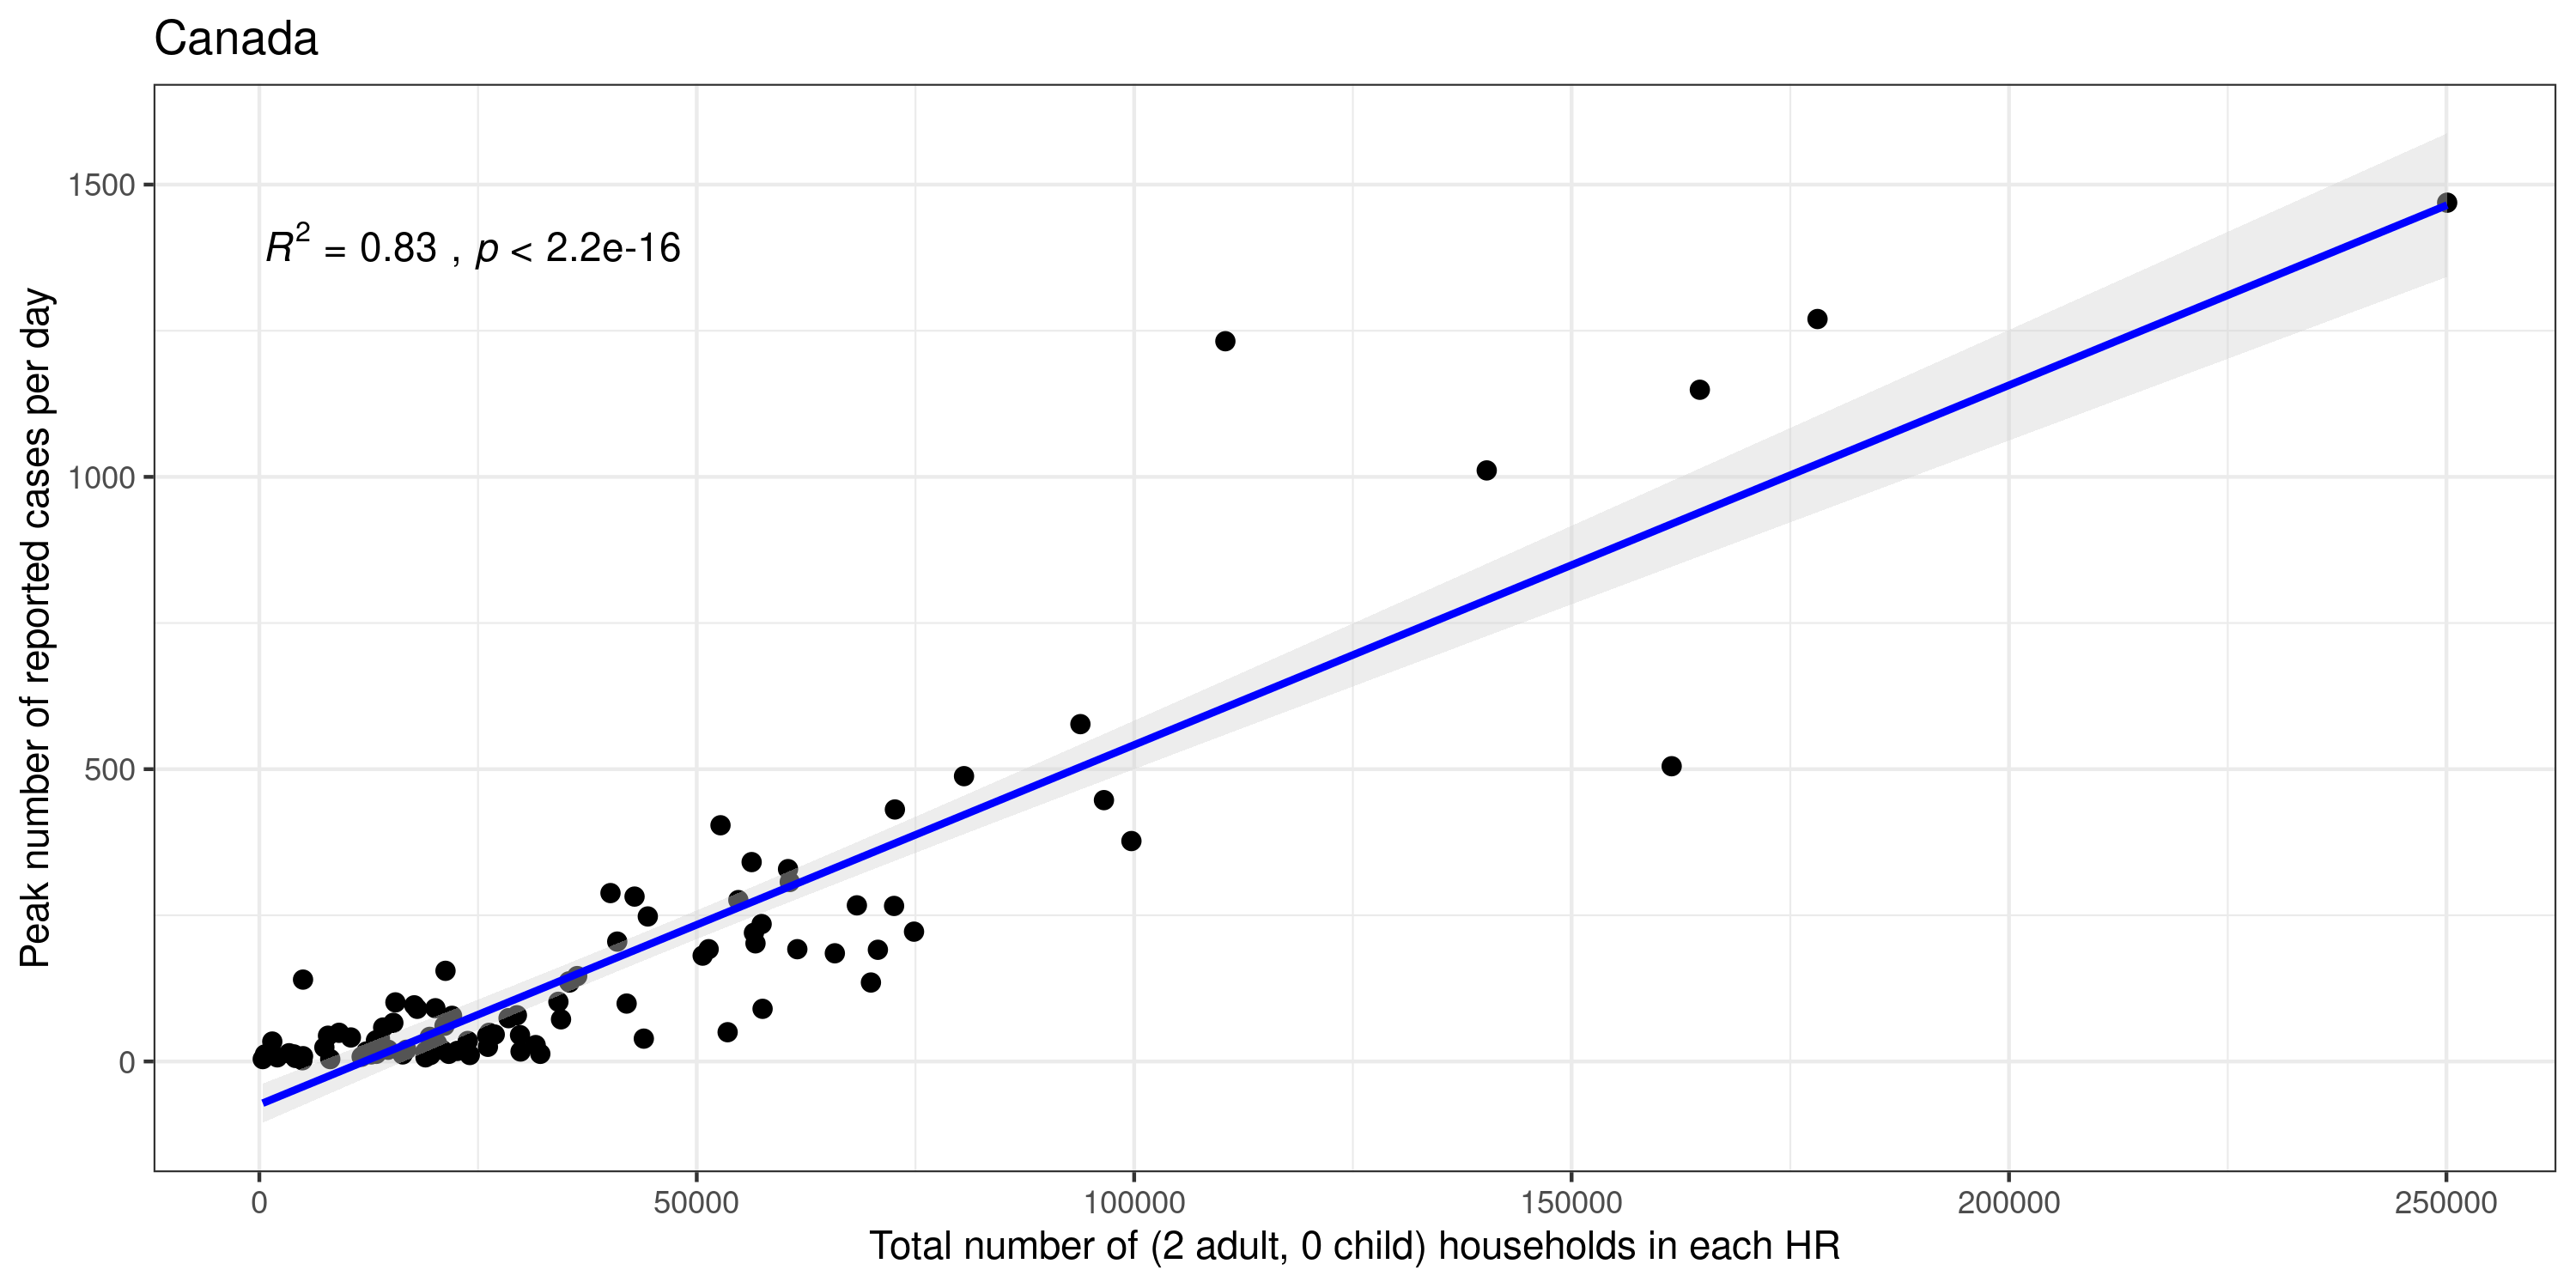 Canada
R² = 0.83 , p < 2.2e-16
Peak number of reported cases per day
1500
1000
500
0
0 50000 100000 150000 200000 250000
Total number of (2 adult, 0 child) households in each HR